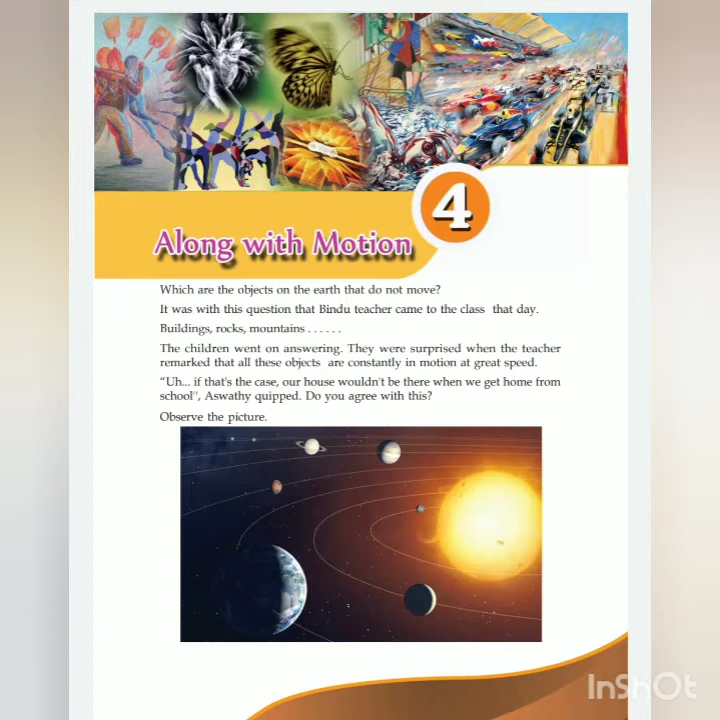 4
Along with Motion
Which are the objects on the earth that do not move?
It was with this question that Bindu teacher came to the class that day.
Buildings, rocks, mountains . . . . . .
The children went on answering. They were surprised when the teacher
remarked that all these objects are constantly in motion at great speed.
“Uh... if that's the case, our house wouldn't be there when we get home from
school", Aswathy quipped. Do you agree with this?
Observe the picture.
InShOt